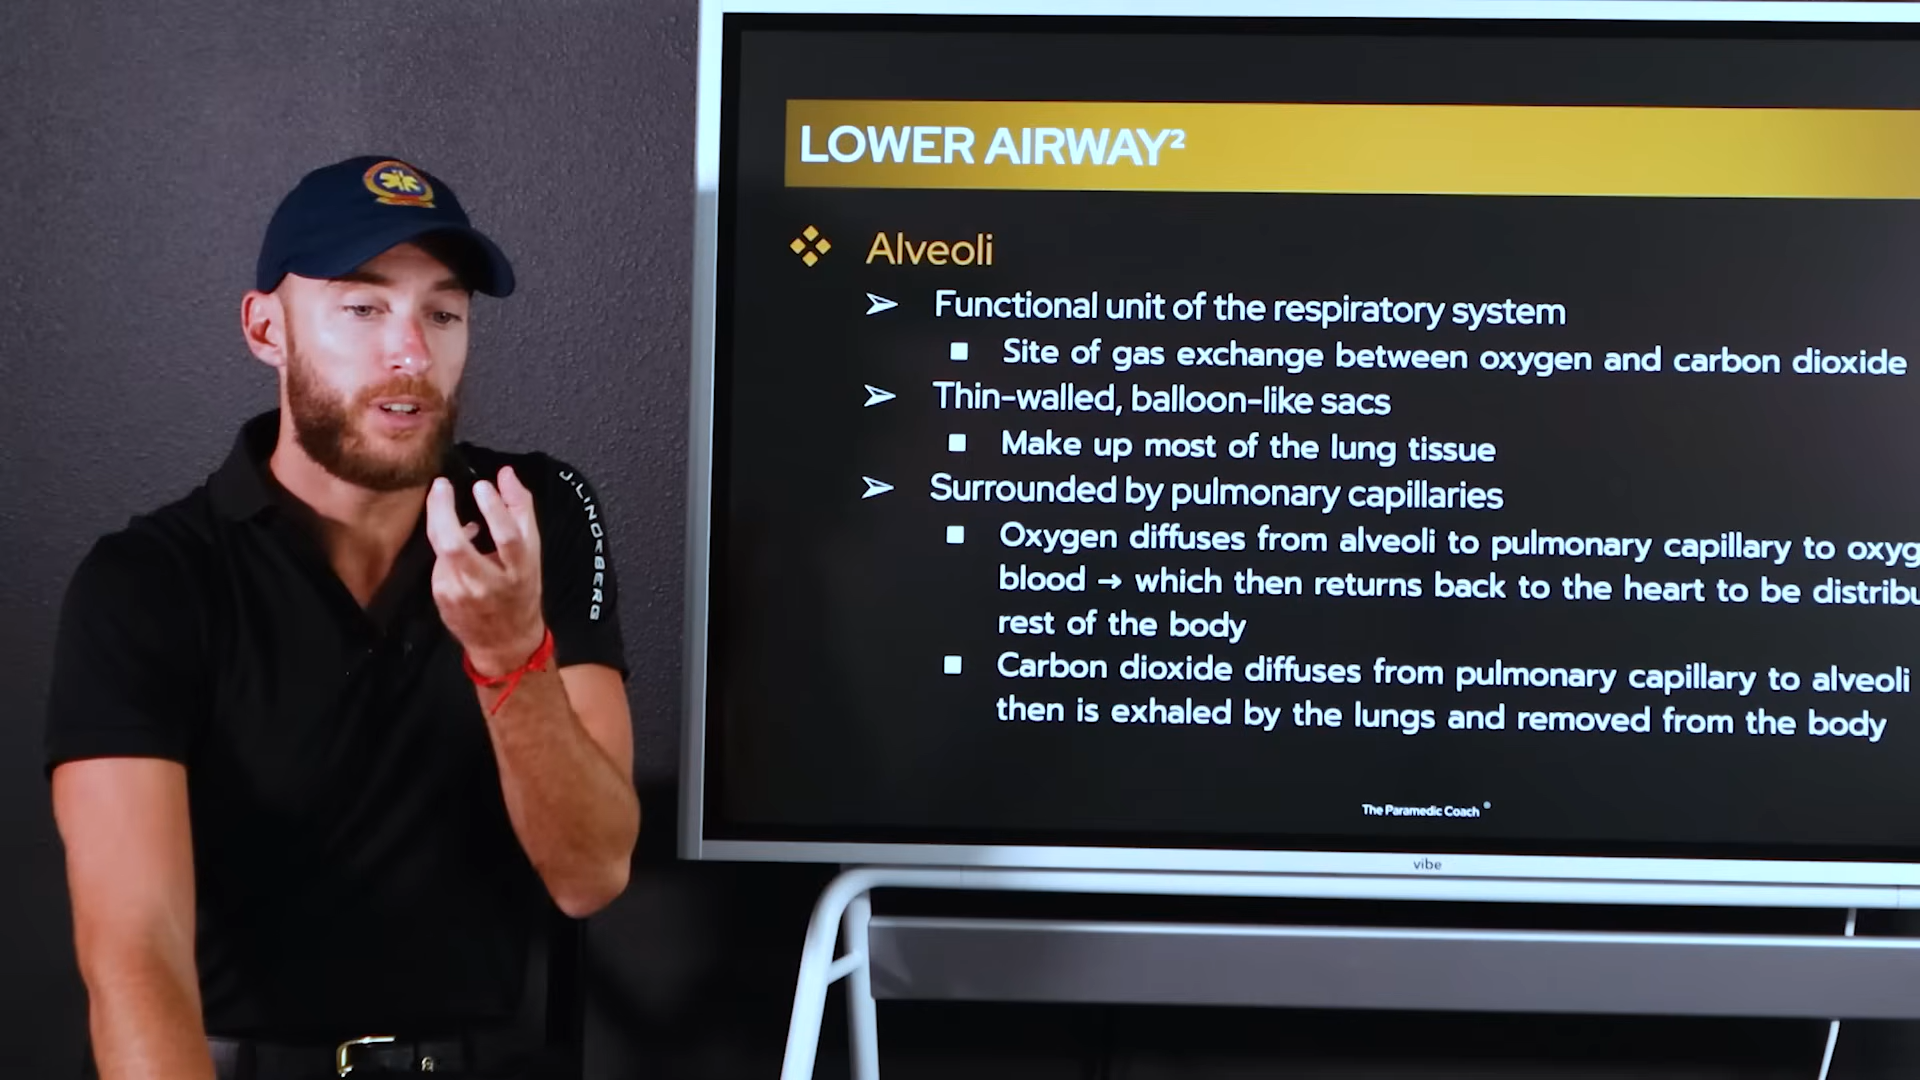 LOWER AIRWAY²
Alveoli
Functional unit of the respiratory system
Site of gas exchange between oxygen and carbon dioxide
Thin-walled, balloon-like sacs
Make up most of the lung tissue
Surrounded by pulmonary capillaries
Oxygen diffuses from alveoli to pulmonary capillary to oxyg
blood → which then returns back to the heart to be distribu
rest of the body
Carbon dioxide diffuses from pulmonary capillary to alveoli
then is exhaled by the lungs and removed from the body
The Paramedic Coach ®
vibe
J.LINDEBERG